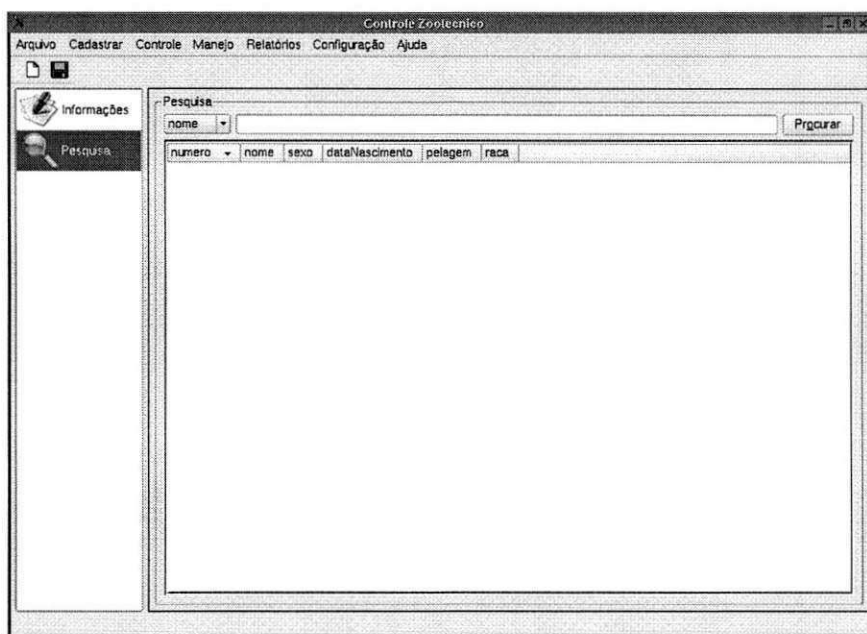 Controle Zootecnico
Arquivo Cadastrar Controle Manejo Relatórios Configuração Ajuda
Informações
Pesquisa
Pesquisa
nome
Procurar
numero nome sexo dataNascimento pelagem raca